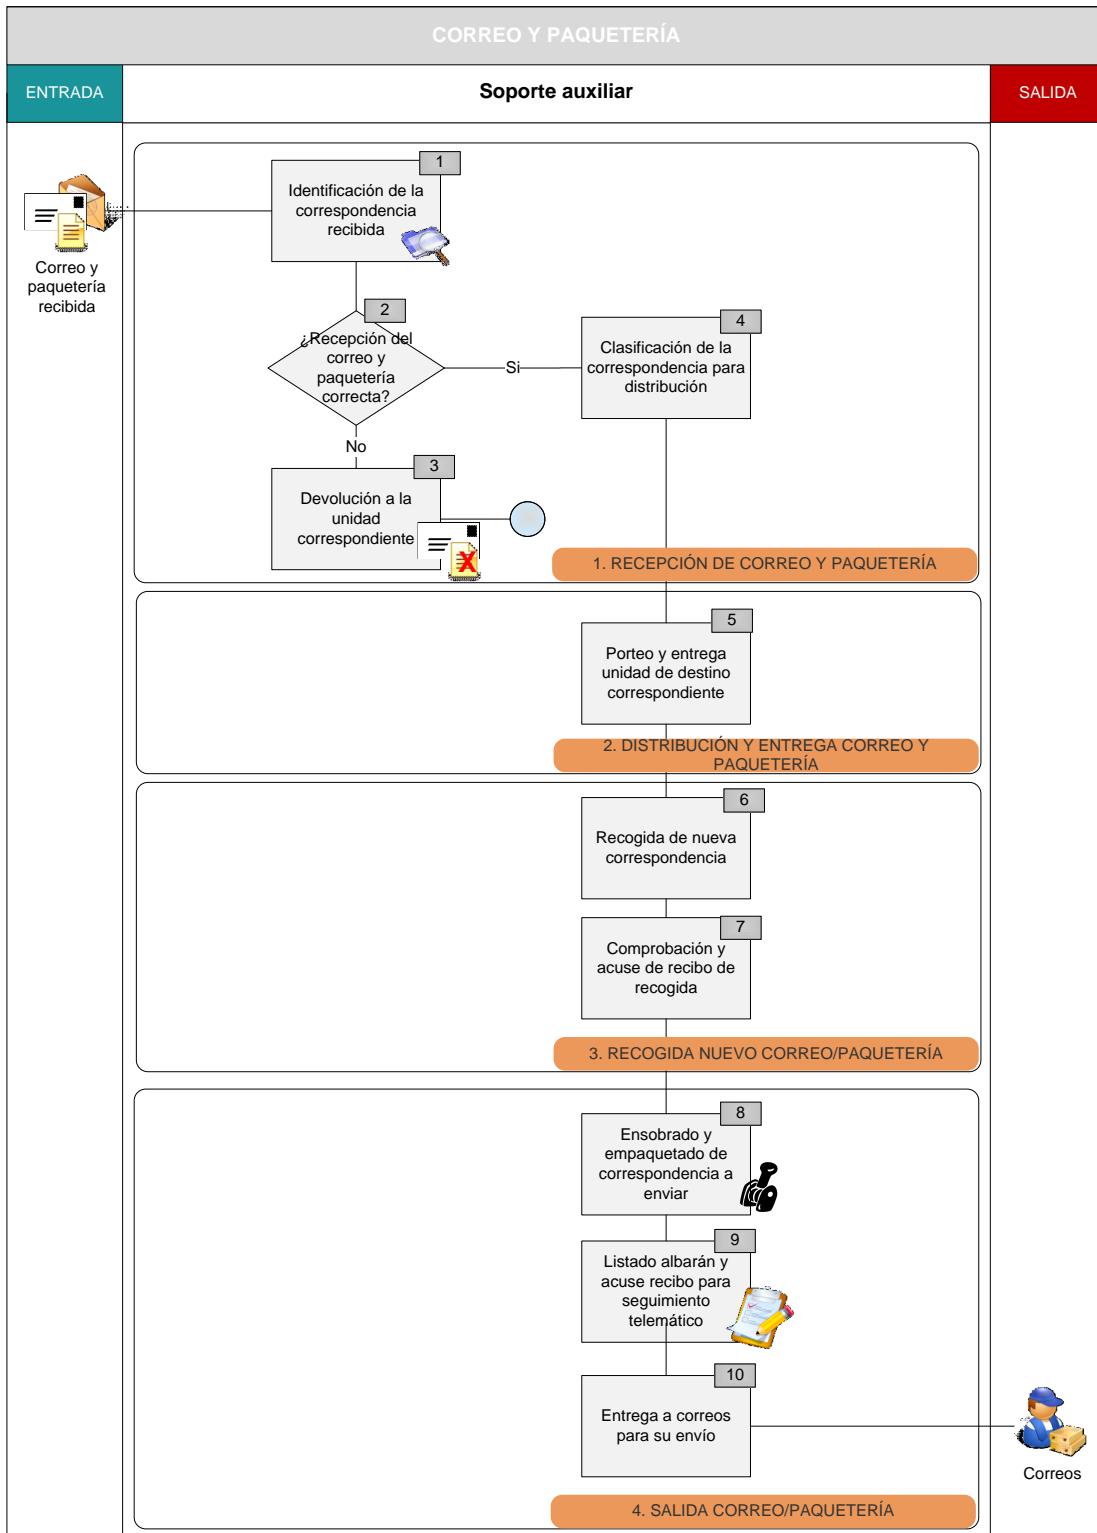 CORREO Y PAQUETERÍA
ENTRADA
Soporte auxiliar
SALIDA
Correo y
paquetería
recibida
1
Identificación de la
correspondencia
recibida
2
¿Recepción del
correo y
paquetería
correcta?
Si
4
Clasificación de la
correspondencia para
distribución
No
3
Devolución a la
unidad
correspondiente
X
1. RECEPCIÓN DE CORREO Y PAQUETERÍA
5
Porteo y entrega
unidad de destino
correspondiente
2. DISTRIBUCIÓN Y ENTREGA CORREO Y
PAQUETERÍA
6
Recogida de nueva
correspondencia
7
Comprobación y
acuse de recibo de
recogida
3. RECOGIDA NUEVO CORREO/PAQUETERÍA
8
Ensobrado y
empaquetado de
correspondencia a
enviar
9
Listado albarán y
acuse recibo para
seguimiento
telemático
10
Entrega a correos
para su envío
Correos
4. SALIDA CORREO/PAQUETERÍA